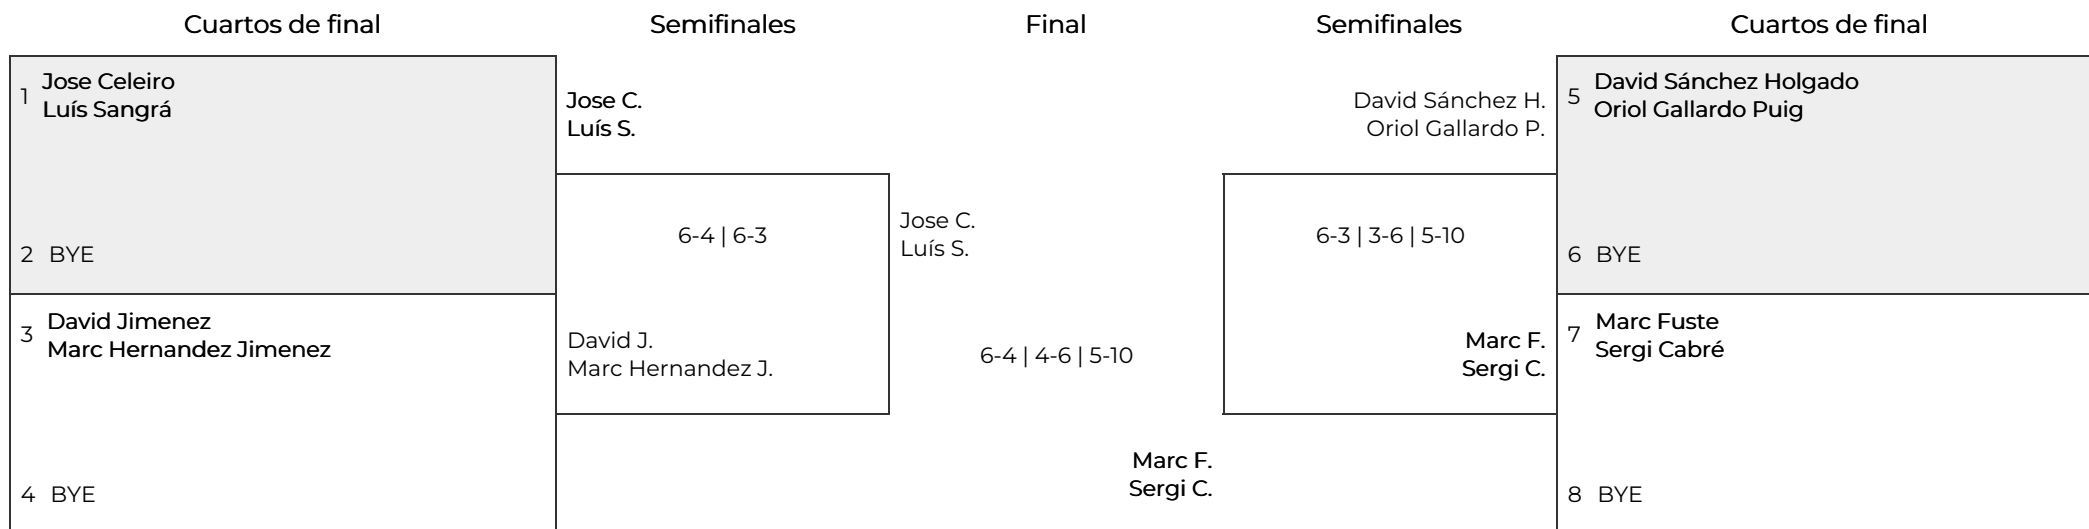 Cuartos de final
Semifinales
Final
Semifinales
Cuartos de final
1
Jose Celeiro
Luís Sangrá
2 BYE
3
David Jimenez
Marc Hernandez Jimenez
4 BYE
Jose C.
Luís S.
6-4 | 6-3
David J.
Marc Hernandez J.
Jose C.
Luís S.
6-4 | 4-6 | 5-10
Marc F.
Sergi C.
David Sánchez H.
Oriol Gallardo P.
6-3 | 3-6 | 5-10
Marc F.
Sergi C.
5
David Sánchez Holgado
Oriol Gallardo Puig
6 BYE
7
Marc Fuste
Sergi Cabré
8 BYE